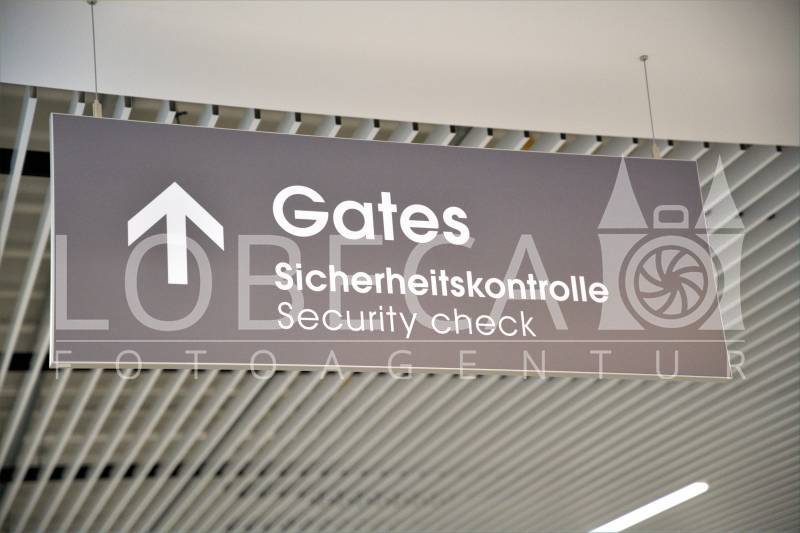 Gates
Sicherheitskontrolle
Security check
LOBECA
FOTOAGENTUR